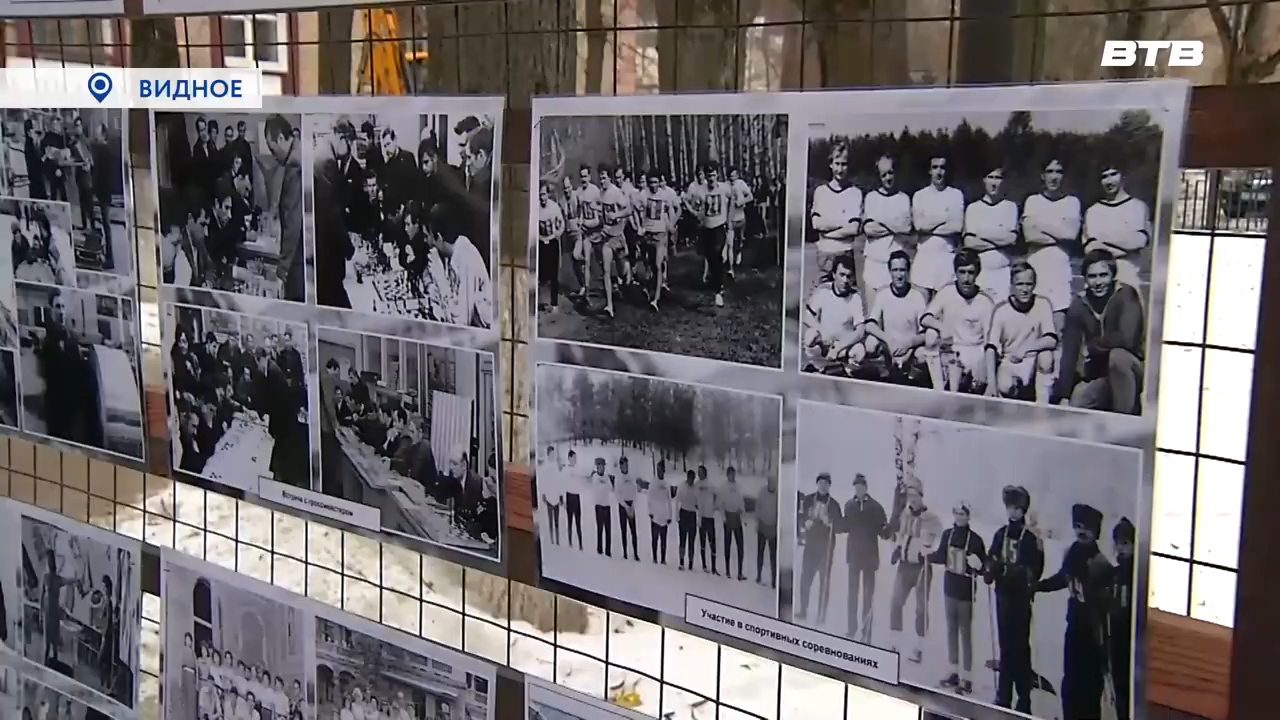 ВТВ
ВИДНОЕ
Встреча с гроссмейстером
Участие в спортивных соревнованиях